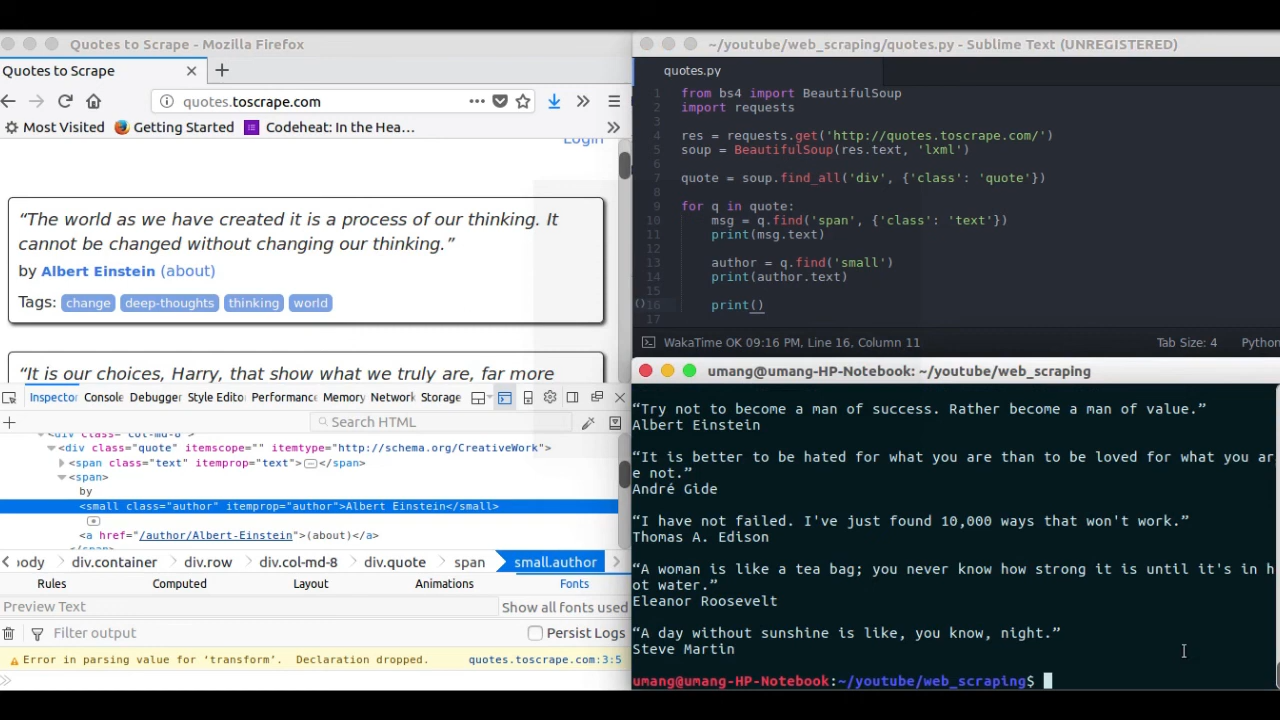 Quotes to Scrape - Mozilla Firefox
Quotes to Scrape
quotes.toscrape.com
Most Visited Getting Started Codeheat: In the Hea…
Login
“The world as we have created it is a process of our thinking. It
cannot be changed without changing our thinking.”
by Albert Einstein (about)
Tags: change deep-thoughts thinking world
“It is our choices, Harry, that show what we truly are, far more
Inspector Console Debugger Style Edito Performance Memory Network Storage
Search HTML
<div class="col-md-8">
<div class="quote" itemscope="" itemtype="http://schema.org/CreativeWork">
<span class="text" itemprop="text"></span>
<span>
by
<small class="author" itemprop="author">Albert Einstein</small>
<a href="/author/Albert-Einstein">(about)</a>
</span>
ody div.container div.row div.col-md-8 div.quote span small.author
Rules Computed Layout Animations Fonts
Preview Text Show all fonts used
Filter output Persist Logs
Error in parsing value for ‘transform’. Declaration dropped. quotes.toscrape.com:3:5
~/youtube/web_scraping/quotes.py - Sublime Text (UNREGISTERED)
quotes.py
1 from bs4 import BeautifulSoup
2 import requests
3
4 res = requests.get('http://quotes.toscrape.com/')
5 soup = BeautifulSoup(res.text, 'lxml')
6
7 quote = soup.find_all('div', {'class': 'quote'})
8
9 for q in quote:
10 msg = q.find('span', {'class': 'text'})
11 print(msg.text)
12
13 author = q.find('small')
14 print(author.text)
15
16 print()
17
WakaTime OK 09:16 PM, Line 16, Column 11 Tab Size: 4 Python
umang@umang-HP-Notebook: ~/youtube/web_scraping
“Try not to become a man of success. Rather become a man of value.”
Albert Einstein
“It is better to be hated for what you are than to be loved for what you ar
e not.”
André Gide
“I have not failed. I've just found 10,000 ways that won't work.”
Thomas A. Edison
“A woman is like a tea bag; you never know how strong it is until it's in h
ot water.”
Eleanor Roosevelt
“A day without sunshine is like, you know, night.”
Steve Martin
umang@umang-HP-Notebook:~/youtube/web_scraping$